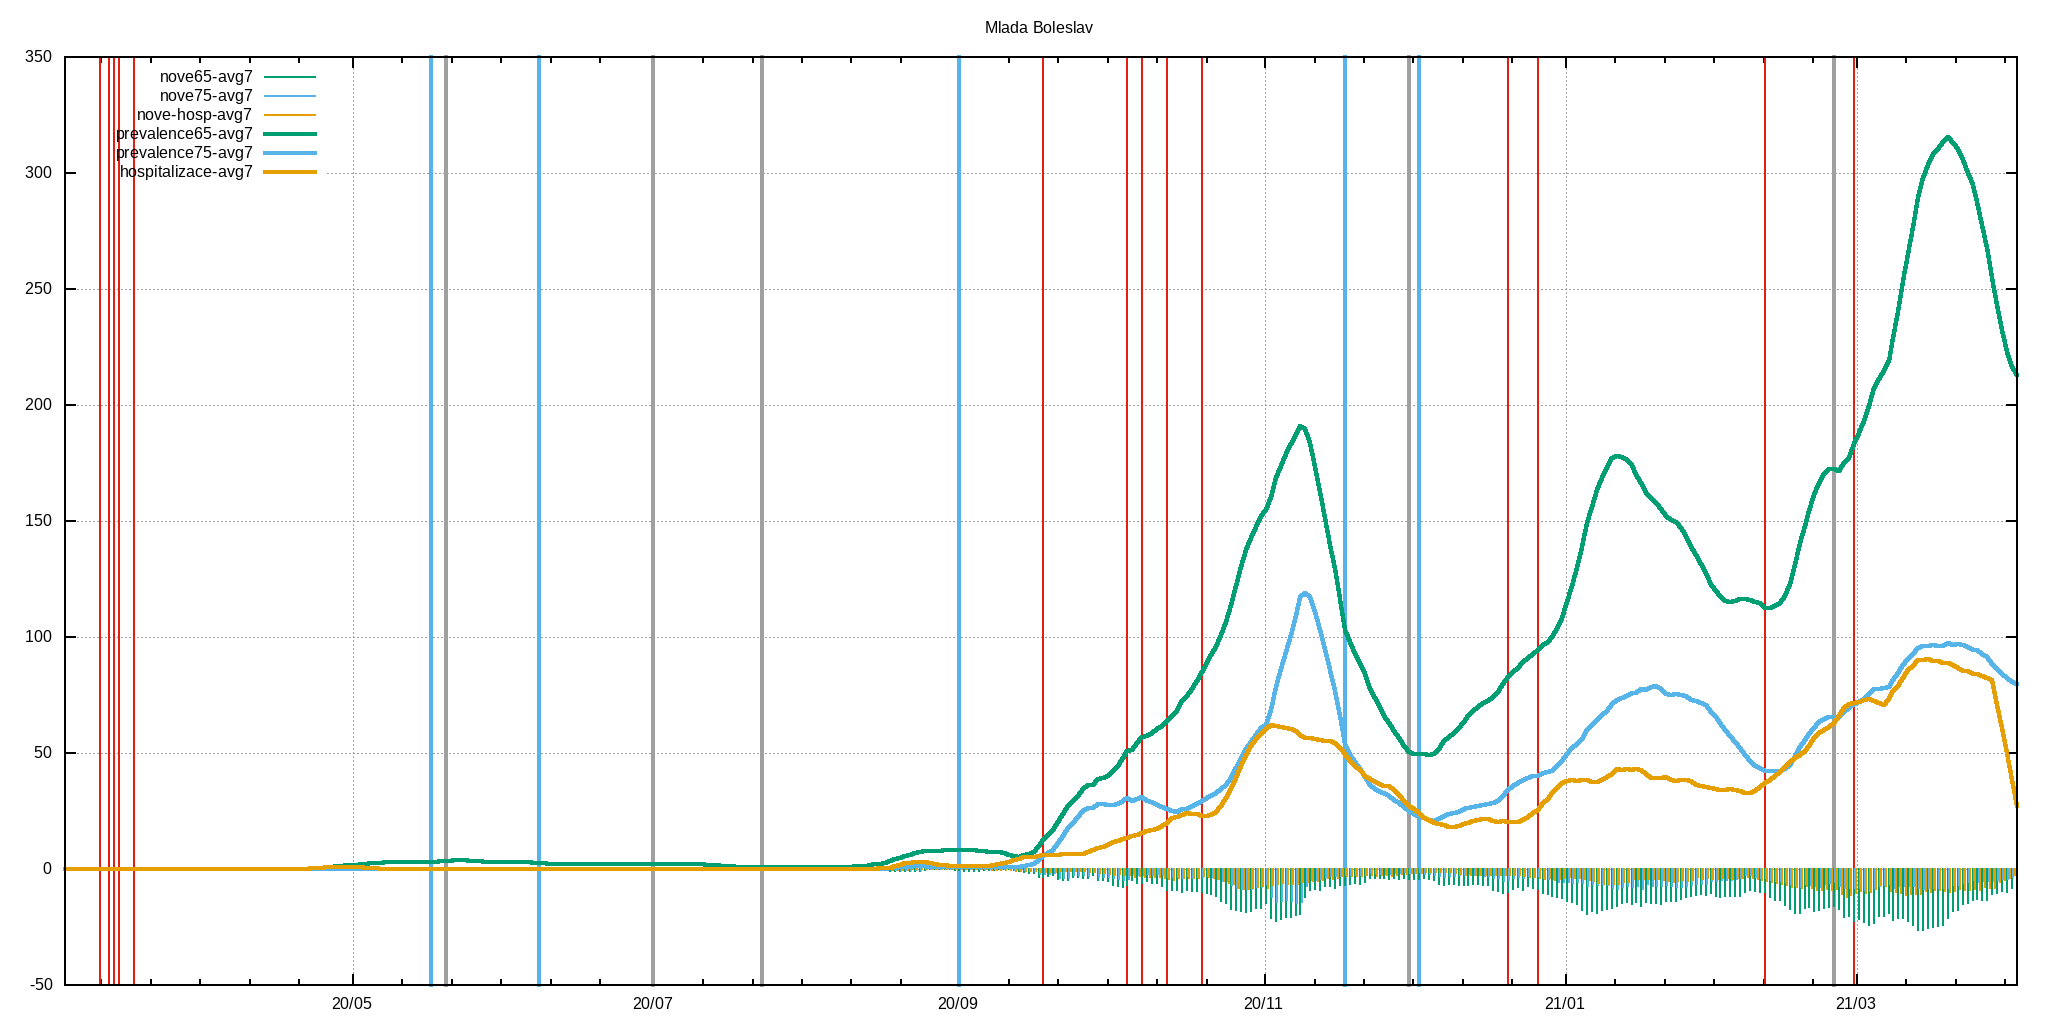 Mlada Boleslav
350
300
250
200
150
100
50
0
-50
nove65-avg7
nove75-avg7
nove-hosp-avg7
prevalence65-avg7
prevalence75-avg7
hospitalizace-avg7
20/05
20/07
20/09
20/11
21/01
21/03